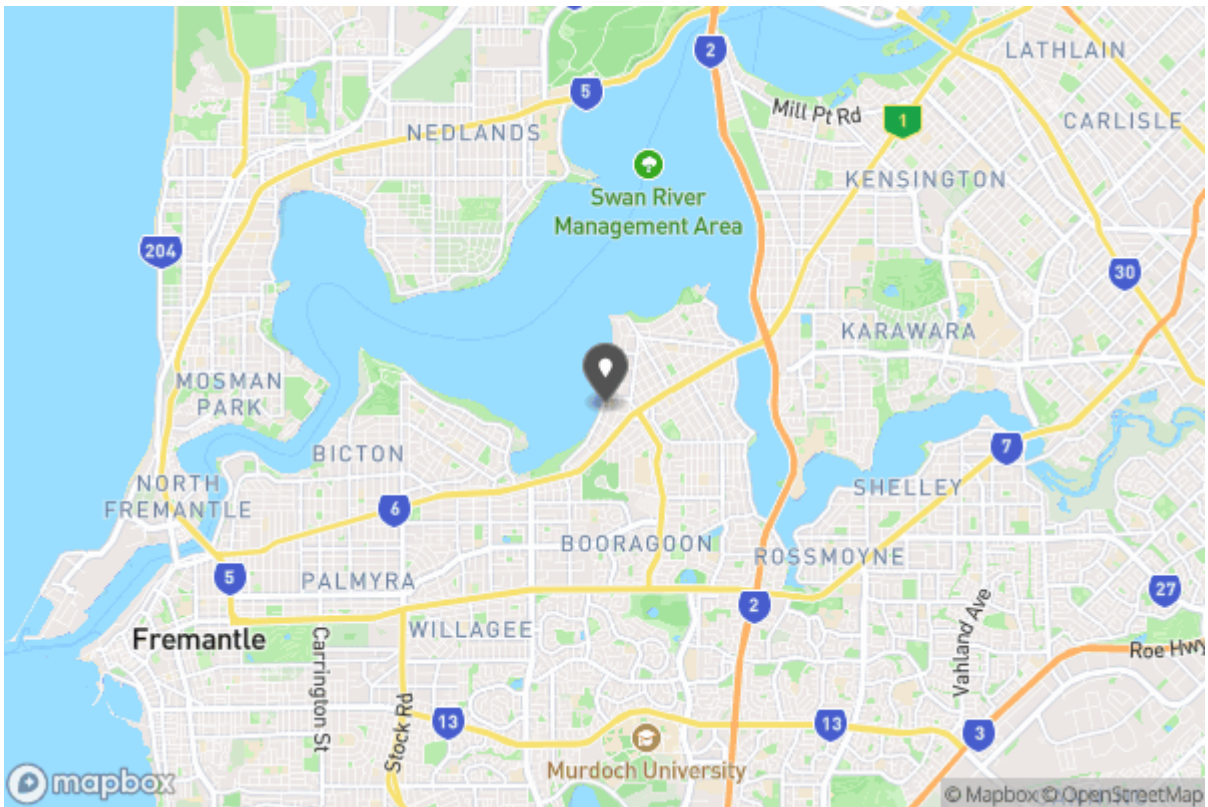 2
LATHLAIN
5
Mill Pt Rd
1
CARLISLE
NEDLANDS
KENSINGTON
Swan River
Management Area
204
30
KARAWARA
MOSMAN
PARK
BICTON
7
NORTH
FREMANTLE
6
SHELLEY
BOORAGOON
ROSSMOYNE
5
PALMYRA
2
27
WILLAGEE
Fremantle
Carrington St
Vahland Ave
Roe Hwy
Stock Rd
13
13
3
Murdoch University
mapbox
© Mapbox © OpenStreetMap